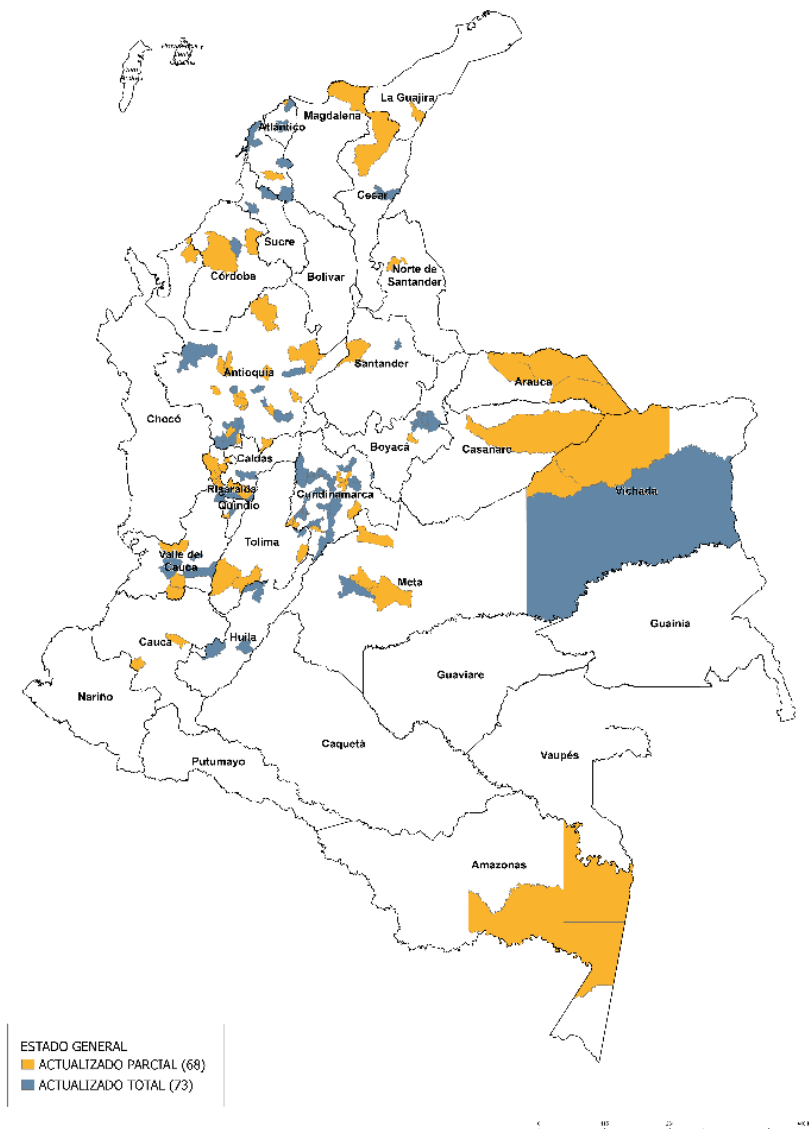 La Guajira
Magdalena
Atlántico
Cesar
Sucre
Norte de
Santander
Córdoba
Bolívar
Antioquia
Santander
Arauca
Chocó
Boyacá
Casanare
Caldas
Risaralda
Cundinamarca
Vichada
Quindío
Tolima
Valle del
Cauca
Meta
Cauca
Huila
Guainía
Nariño
Guaviare
Caquetá
Vaupés
Putumayo
Amazonas
ESTADO GENERAL
ACTUALIZADO PARCIAL (68)
ACTUALIZADO TOTAL (73)